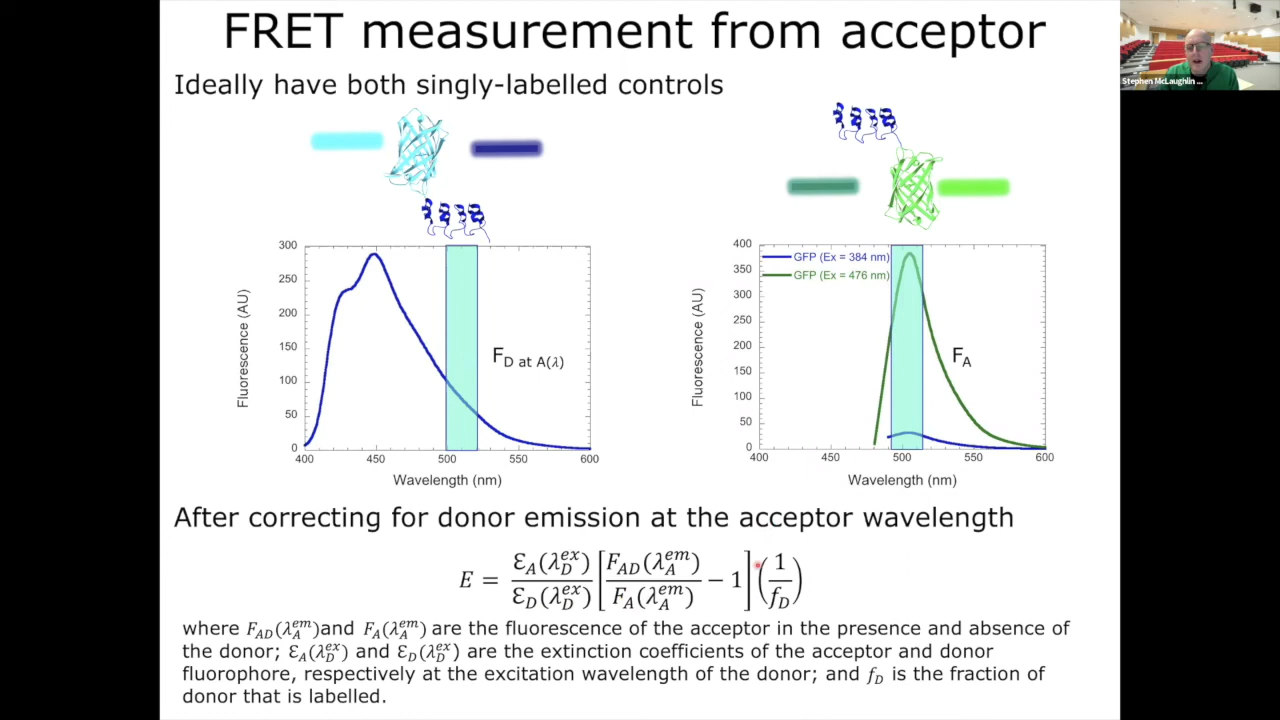 FRET measurement from acceptor
Stephen McLaughlin ...
Ideally have both singly-labelled controls
300
250
200
150
100
50
0
400
450
500
550
600
Fluorescence (AU)
Wavelength (nm)
F_D at A(λ)
400
350
300
250
200
150
100
50
0
400
450
500
550
600
Fluorescence (AU)
Wavelength (nm)
GFP (Ex = 384 nm)
GFP (Ex = 476 nm)
F_A
After correcting for donor emission at the acceptor wavelength
E = Ɛ_A(λ_D^ex)/Ɛ_D(λ_D^ex) [F_AD(λ_A^em)/F_A(λ_A^em) − 1] (1/f_D)
where F_AD(λ_A^em)and F_A(λ_A^em) are the fluorescence of the acceptor in the presence and absence of
the donor; Ɛ_A(λ_D^ex) and Ɛ_D(λ_D^ex) are the extinction coefficients of the acceptor and donor
fluorophore, respectively at the excitation wavelength of the donor; and f_D is the fraction of
donor that is labelled.